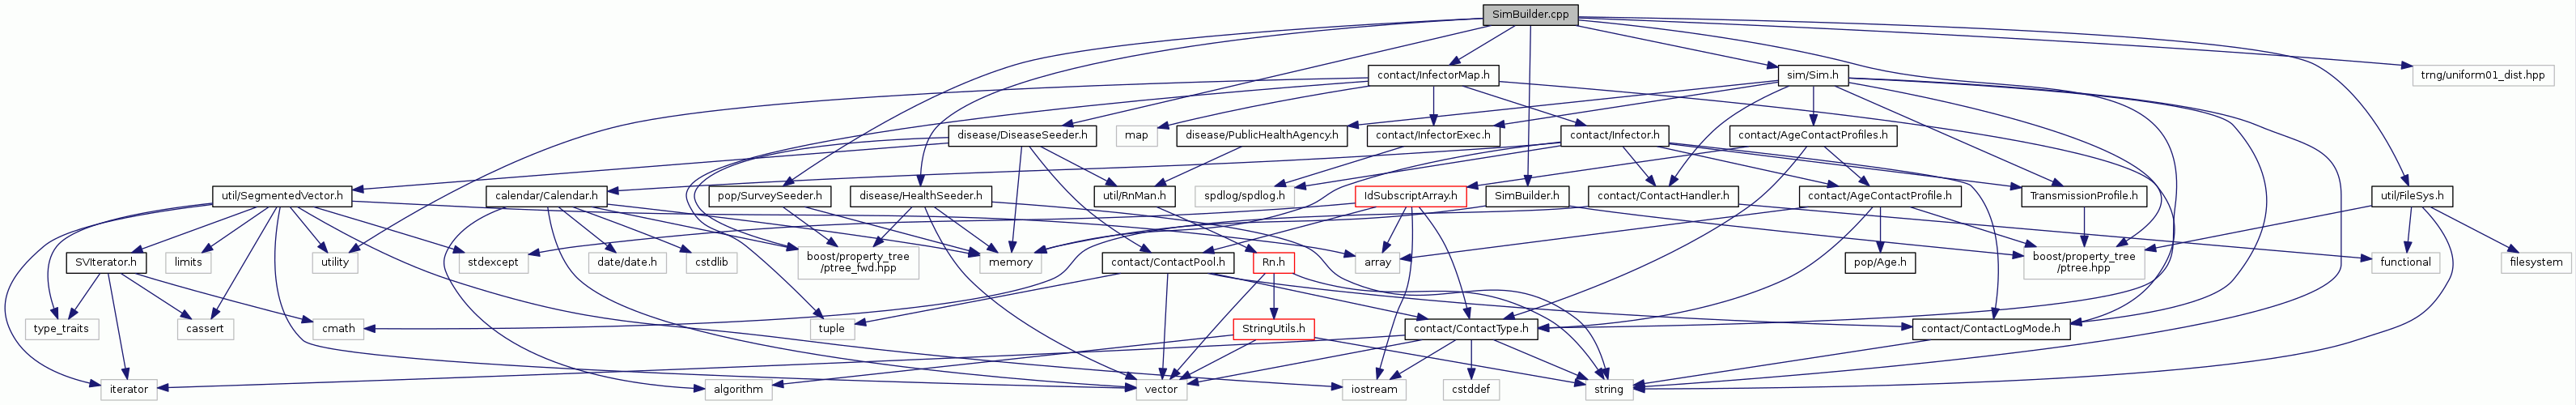 SimBuilder.cpp
contact/InfectorMap.h
sim/Sim.h
trng/uniform01_dist.hpp
disease/DiseaseSeeder.h
map
disease/PublicHealthAgency.h
contact/InfectorExec.h
contact/Infector.h
contact/AgeContactProfiles.h
util/SegmentedVector.h
calendar/Calendar.h
pop/SurveySeeder.h
disease/HealthSeeder.h
util/RnMan.h
spdlog/spdlog.h
IdSubscriptArray.h
SimBuilder.h
contact/ContactHandler.h
contact/AgeContactProfile.h
TransmissionProfile.h
util/FileSys.h
SVIterator.h
limits
utility
stdexcept
date/date.h
cstdlib
boost/property_tree
/ptree_fwd.hpp
memory
contact/ContactPool.h
Rn.h
array
pop/Age.h
boost/property_tree
/ptree.hpp
functional
filesystem
type_traits
cassert
cmath
tuple
StringUtils.h
contact/ContactType.h
contact/ContactLogMode.h
iterator
algorithm
vector
iostream
cstddef
string